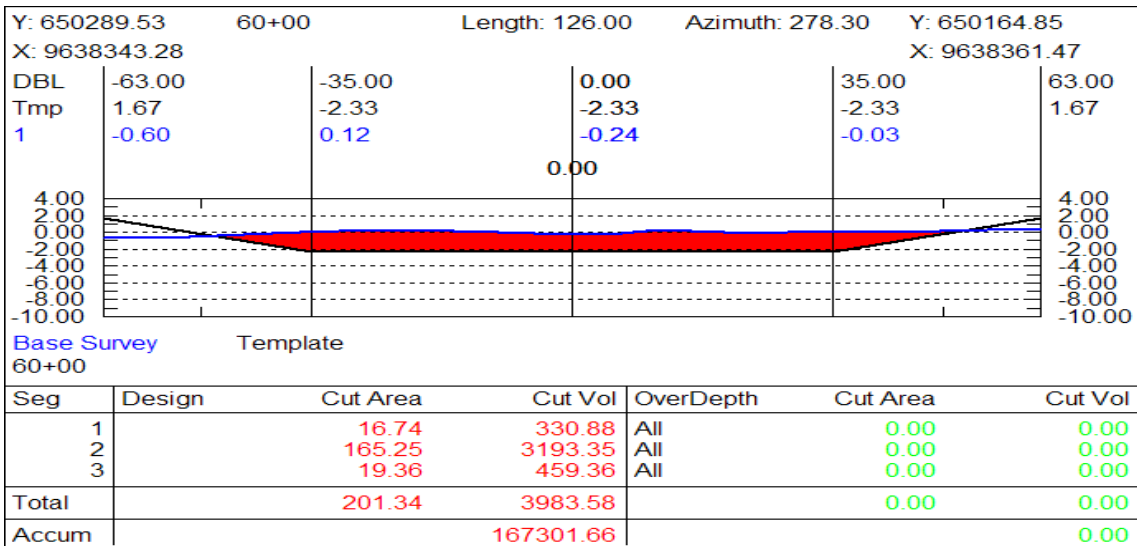 Y: 650289.53 60+00 Length: 126.00 Azimuth: 278.30 Y: 650164.85
X: 9638343.28 X: 9638361.47
DBL -63.00 -35.00 0.00 35.00 63.00
Tmp 1.67 -2.33 -2.33 -2.33 1.67
1 -0.60 0.12 -0.24 -0.03
0.00
4.00 4.00
2.00 2.00
0.00 0.00
-2.00 -2.00
-4.00 -4.00
-6.00 -6.00
-8.00 -8.00
-10.00 -10.00
Base Survey Template
60+00
Seg Design Cut Area Cut Vol OverDepth Cut Area Cut Vol
1 16.74 330.88 All 0.00 0.00
2 165.25 3193.35 All 0.00 0.00
3 19.36 459.36 All 0.00 0.00
Total 201.34 3983.58 0.00 0.00
Accum 167301.66 0.00